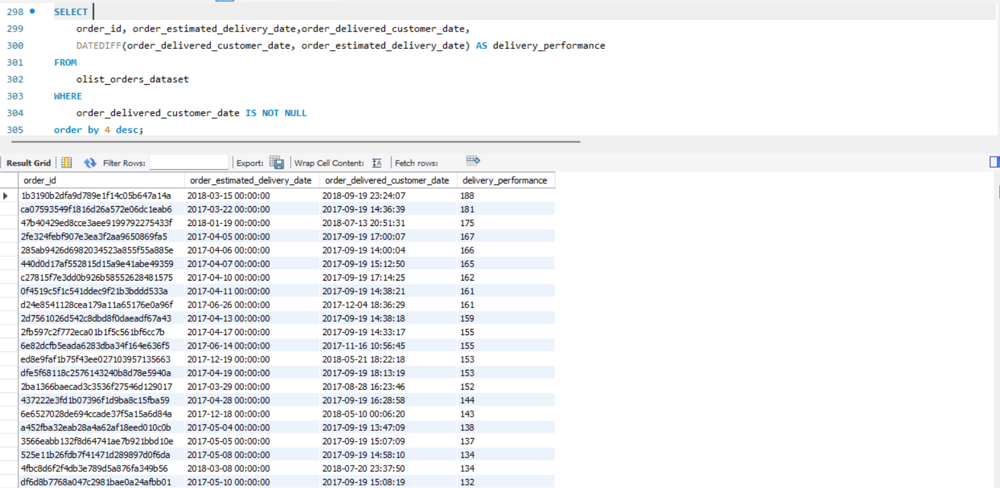 298 SELECT
299 order_id, order_estimated_delivery_date,order_delivered_customer_date,
300 DATEDIFF(order_delivered_customer_date, order_estimated_delivery_date) AS delivery_performance
301 FROM
302 olist_orders_dataset
303 WHERE
304 order_delivered_customer_date IS NOT NULL
305 order by 4 desc;
Result Grid Filter Rows: Export: Wrap Cell Content: Fetch rows:
order_id order_estimated_delivery_date order_delivered_customer_date delivery_performance
1b3190b2dfa9d789e1f14c05b647a14a 2018-03-15 00:00:00 2018-09-19 23:24:07 188
ca07593549f1816d26a572e06dc1eab6 2017-03-22 00:00:00 2017-09-19 14:36:39 181
47b40429ed8cce3aee9199792275433f 2018-01-19 00:00:00 2018-07-13 20:51:31 175
2fe324febf907e3ea3f2aa9650869fa5 2017-04-05 00:00:00 2017-09-19 17:00:07 167
285ab9426d6982034523a855f55a885e 2017-04-06 00:00:00 2017-09-19 14:00:04 166
440d0d17af552815d15a9e41abe49359 2017-04-07 00:00:00 2017-09-19 15:12:50 165
c27815f7e3dd0b926b58552628481575 2017-04-10 00:00:00 2017-09-19 17:14:25 162
0f4519c5f1c541ddec9f21b3bddd533a 2017-04-11 00:00:00 2017-09-19 14:38:21 161
d24e8541128cea179a11a65176e0a96f 2017-06-26 00:00:00 2017-12-04 18:36:29 161
2d7561026d542c8dbd8f0daeadf67a43 2017-04-13 00:00:00 2017-09-19 14:38:18 159
2fb597c2f772eca01b1f5c561bf6cc7b 2017-04-17 00:00:00 2017-09-19 14:33:17 155
6e82dcfb5eada6283dba34f164e636f5 2017-06-14 00:00:00 2017-11-16 10:56:45 155
ed8e9faf1b75f43ee027103957135663 2017-12-19 00:00:00 2018-05-21 18:22:18 153
dfe5f68118c2576143240b8d78e5940a 2017-04-19 00:00:00 2017-09-19 18:13:19 153
2ba1366baecad3c3536f27546d129017 2017-03-29 00:00:00 2017-08-28 16:23:46 152
437222e3fd1b07396f1d9ba8c15fba59 2017-04-28 00:00:00 2017-09-19 16:28:58 144
6e6527028de694ccade37f5a15a6d84a 2017-12-18 00:00:00 2018-05-10 00:06:20 143
a452fba32eab28a4a62af18eed010c0b 2017-05-04 00:00:00 2017-09-19 13:47:09 138
3566eabb132f8d64741ae7b921bbd10e 2017-05-05 00:00:00 2017-09-19 15:07:09 137
525e11b26fdb7f41471d289897d0f6da 2017-05-08 00:00:00 2017-09-19 14:58:10 134
4fbc8d6f2f4db3e789d5a876fa349b56 2018-03-08 00:00:00 2018-07-20 23:37:50 134
df6d8b7768a047c2981bae0a24afbb01 2017-05-10 00:00:00 2017-09-19 15:08:19 132